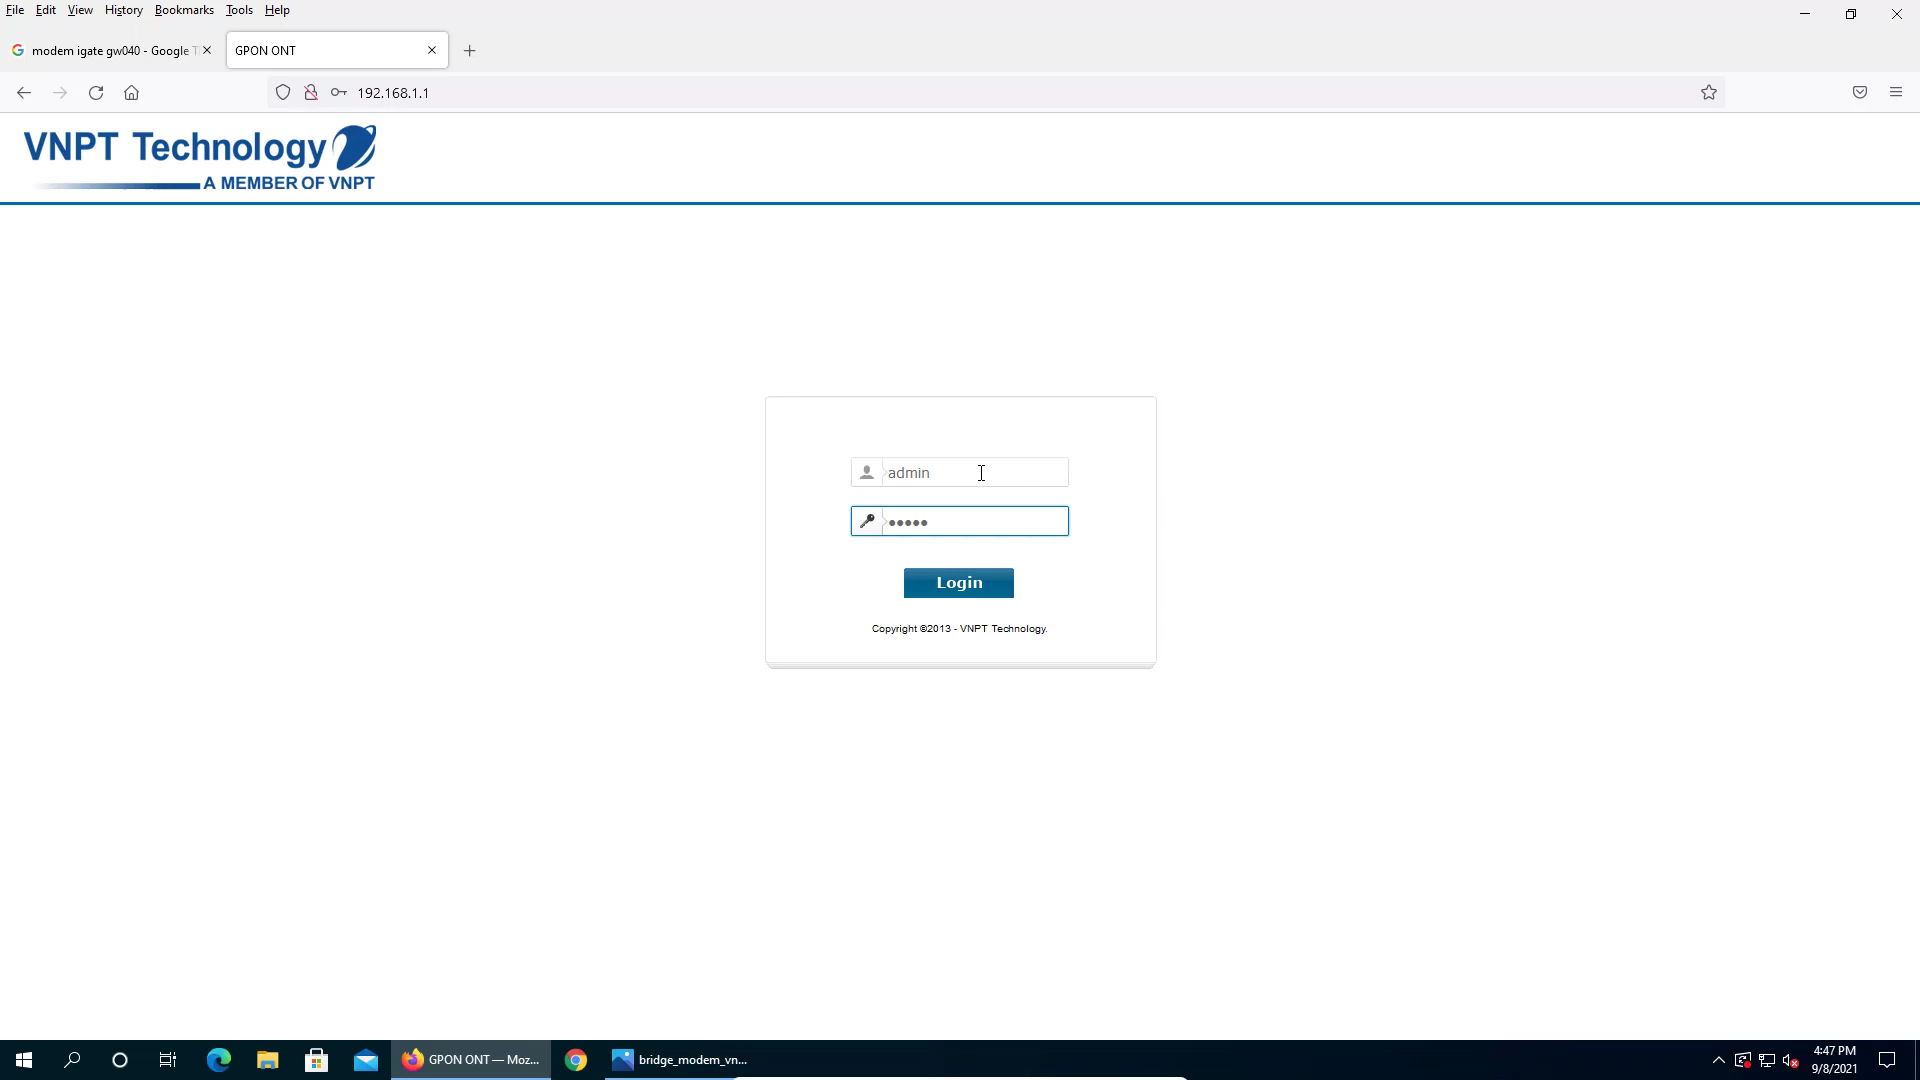 File Edit View History Bookmarks Tools Help
modem igate gw040 - Google T
GPON ONT
192.168.1.1
VNPT Technology
A MEMBER OF VNPT
admin
Login
Copyright ©2013 - VNPT Technology.
GPON ONT — Moz...
bridge_modem_vn...
4:47 PM
9/8/2021